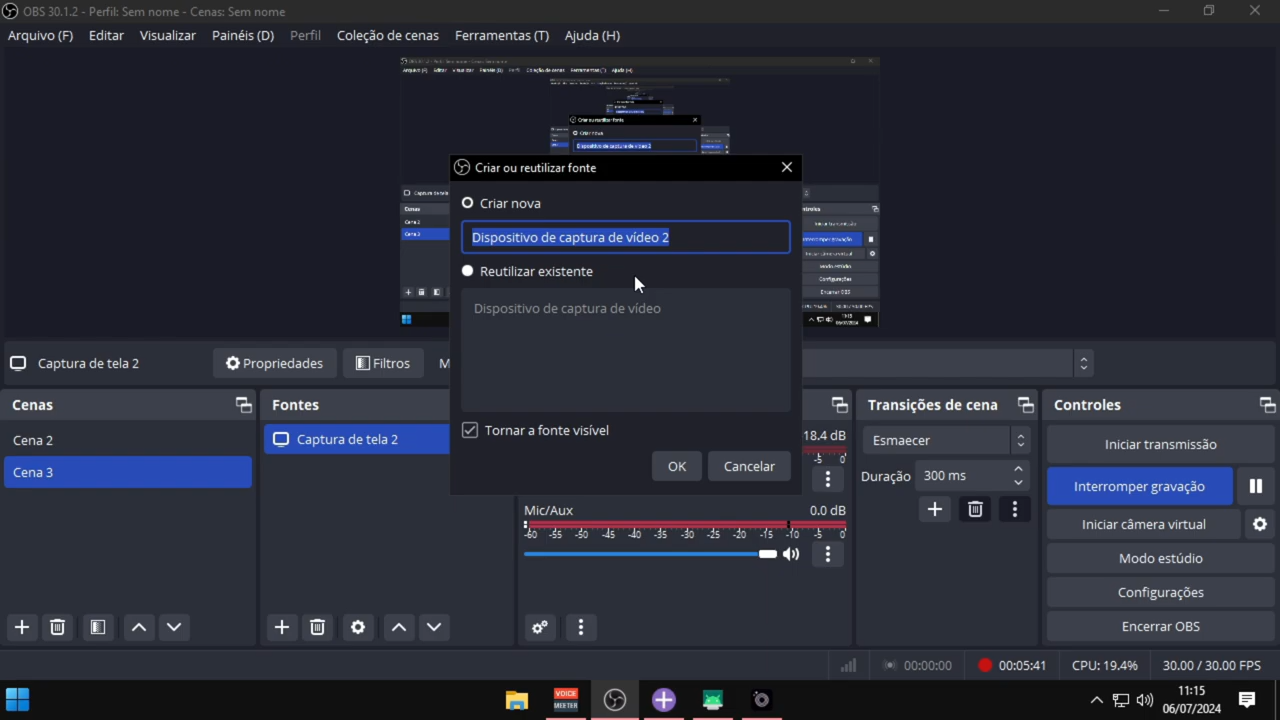 OBS 30.1.2 - Perfil: Sem nome - Cenas: Sem nome
Arquivo (F) Editar Visualizar Painéis (D) Perfil Coleção de cenas Ferramentas (T) Ajuda (H)
Criar ou reutilizar fonte
Criar nova
Dispositivo de captura de vídeo 2
Reutilizar existente
Dispositivo de captura de vídeo
Tornar a fonte visível
OK Cancelar
Captura de tela 2 Propriedades Filtros M
Cenas
Cena 2
Cena 3
Fontes
Captura de tela 2
18.4 dB
-5 0
Mic/Aux 0.0 dB
-60 -55 -50 -45 -40 -35 -30 -25 -20 -15 -10 -5 0
Transições de cena
Esmaecer
Duração 300 ms
Controles
Iniciar transmissão
Interromper gravação
Iniciar câmera virtual
Modo estúdio
Configurações
Encerrar OBS
00:00:00 00:05:41 CPU: 19.4% 30.00 / 30.00 FPS
VOICE
MEETER
11:15
06/07/2024